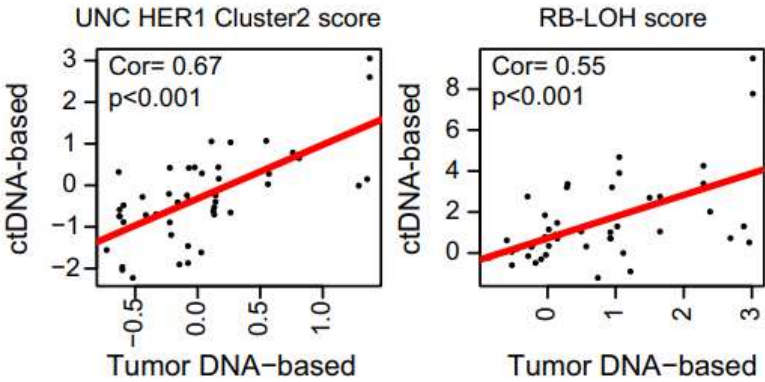 UNC HER1 Cluster2 score
Cor= 0.67
p<0.001
ctDNA-based
3
2
1
0
−1
−2
−0.5
0.0
0.5
1.0
Tumor DNA−based
RB-LOH score
Cor= 0.55
p<0.001
ctDNA-based
8
6
4
2
0
0
1
2
3
Tumor DNA−based